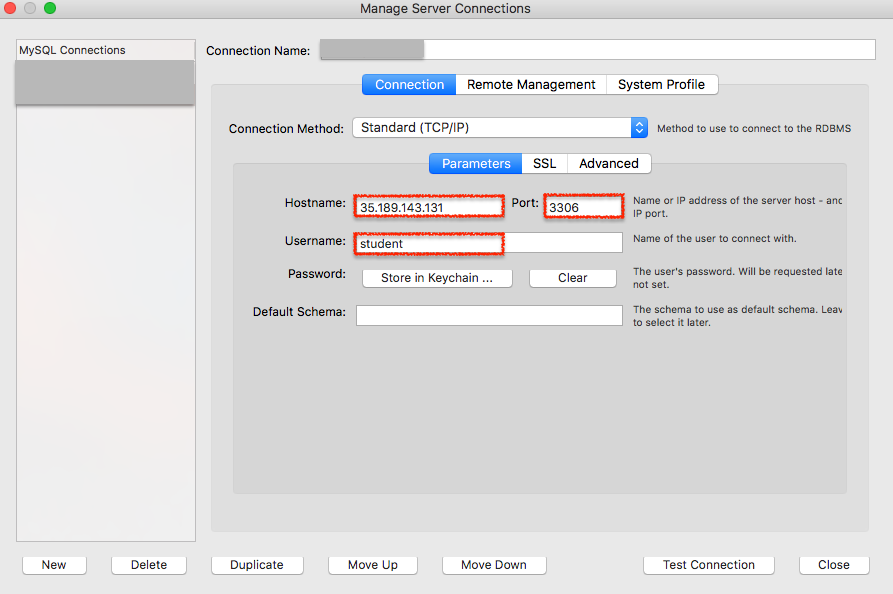 Manage Server Connections
MySQL Connections
Connection Name:
Connection
Remote Management
System Profile
Connection Method:
Standard (TCP/IP)
Method to use to connect to the RDBMS
Parameters
SSL
Advanced
Hostname:
35.189.143.131
Port:
3306
Name or IP address of the server host - and
IP port.
Username:
student
Name of the user to connect with.
Password:
Store in Keychain ...
Clear
The user's password. Will be requested late
not set.
Default Schema:
The schema to use as default schema. Leav
to select it later.
New
Delete
Duplicate
Move Up
Move Down
Test Connection
Close